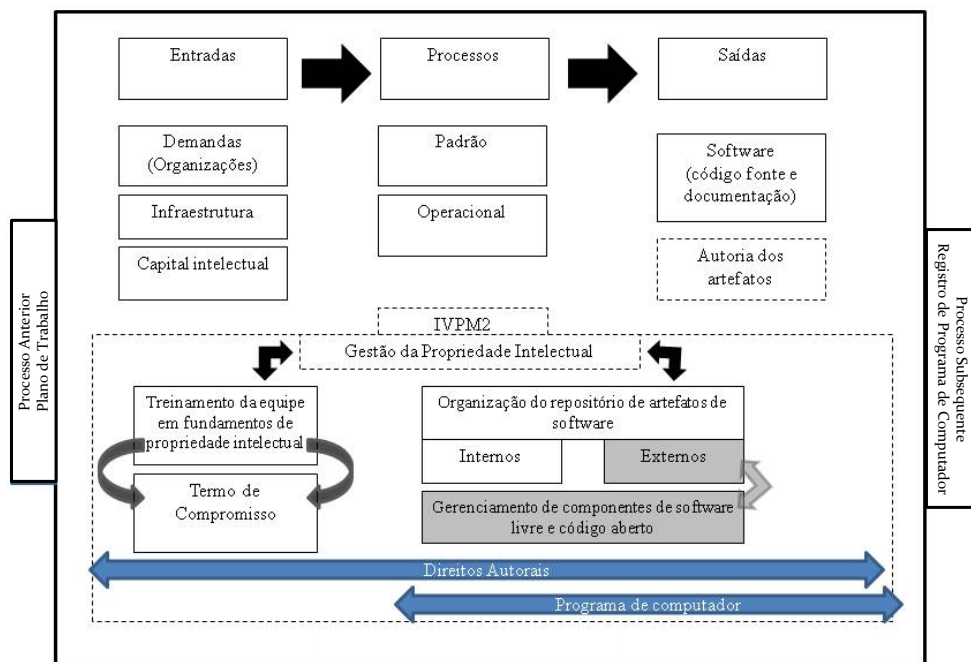 Entradas
Processos
Saídas
Demandas
(Organizações)
Infraestrutura
Capital intelectual
Padrão
Operacional
Software
(código fonte e
documentação)
Autoria dos
artefatos
Processo Anterior
Plano de Trabalho
Processo Subsequente
Registro de Programa de Computador
IVPM2
Gestão da Propriedade Intelectual
Treinamento da equipe
em fundamentos de
propriedade intelectual
Termo de
Compromisso
Organização do repositório de artefatos de
software
Internos
Externos
Gerenciamento de componentes de software
livre e código aberto
Direitos Autorais
Programa de computador